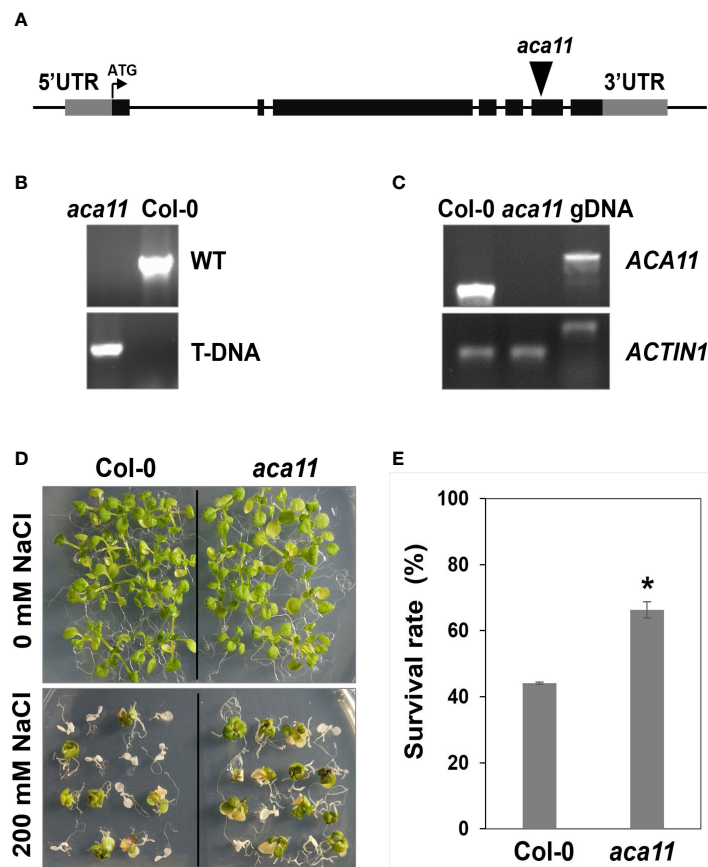 A
aca11
5'UTR ATG 3'UTR
B
aca11 Col-0
WT
T-DNA
C
Col-0 aca11 gDNA
ACA11
ACTIN1
D
Col-0 aca11
0 mM NaCl
200 mM NaCl
E
Survival rate (%)
100
80
60
40
20
0
*
Col-0 aca11